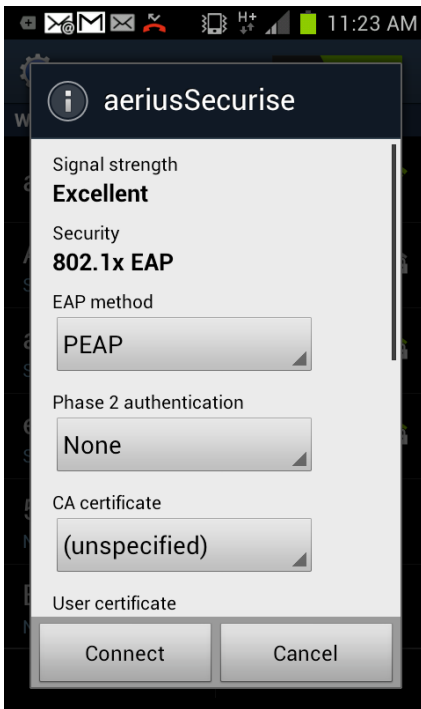 H+
11:23 AM
aeriusSecurise
Signal strength
Excellent
Security
802.1x EAP
EAP method
PEAP
Phase 2 authentication
None
CA certificate
(unspecified)
User certificate
Connect
Cancel